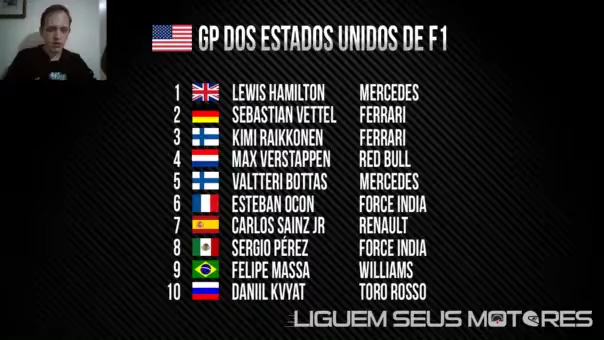 GP DOS ESTADOS UNIDOS DE F1
1 LEWIS HAMILTON MERCEDES
2 SEBASTIAN VETTEL FERRARI
3 KIMI RAIKKONEN FERRARI
4 MAX VERSTAPPEN RED BULL
5 VALTTERI BOTTAS MERCEDES
6 ESTEBAN OCON FORCE INDIA
7 CARLOS SAINZ JR RENAULT
8 SERGIO PÉREZ FORCE INDIA
9 FELIPE MASSA WILLIAMS
10 DANIIL KVYAT TORO ROSSO
LIGUEM SEUS MOTORES